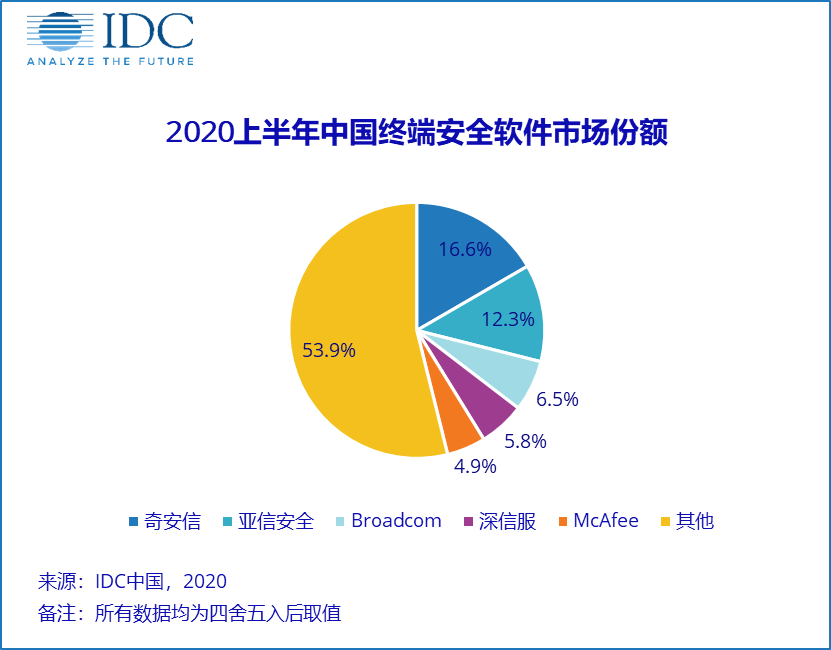 IDC
ANALYZE THE FUTURE
2020上半年中国终端安全软件市场份额
16.6%
12.3%
53.9%
6.5%
5.8%
4.9%
奇安信 亚信安全 Broadcom 深信服 McAfee 其他
来源：IDC中国，2020
备注：所有数据均为四舍五入后取值